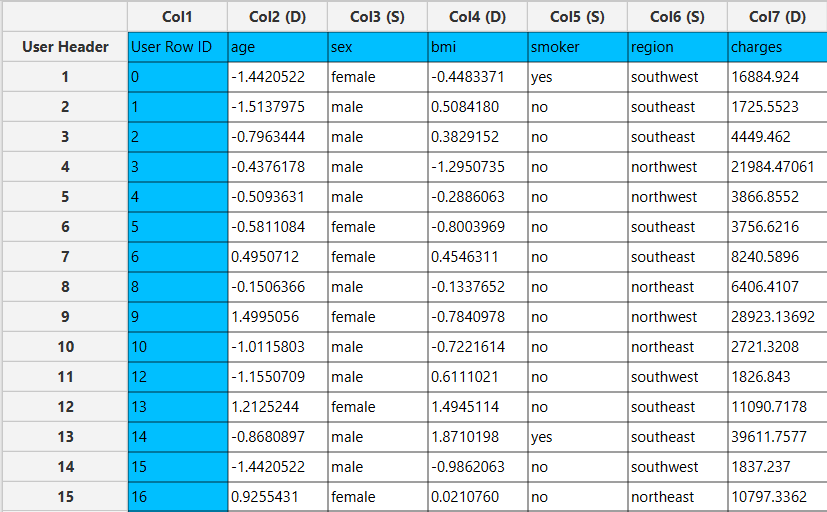 Col1 Col2 (D) Col3 (S) Col4 (D) Col5 (S) Col6 (S) Col7 (D)
User Header User Row ID age sex bmi smoker region charges
1 0 -1.4420522 female -0.4483371 yes southwest 16884.924
2 1 -1.5137975 male 0.5084180 no southeast 1725.5523
3 2 -0.7963444 male 0.3829152 no southeast 4449.462
4 3 -0.4376178 male -1.2950735 no northwest 21984.47061
5 4 -0.5093631 male -0.2886063 no northwest 3866.8552
6 5 -0.5811084 female -0.8003969 no southeast 3756.6216
7 6 0.4950712 female 0.4546311 no southeast 8240.5896
8 8 -0.1506366 male -0.1337652 no northeast 6406.4107
9 9 1.4995056 female -0.7840978 no northwest 28923.13692
10 10 -1.0115803 male -0.7221614 no northeast 2721.3208
11 12 -1.1550709 male 0.6111021 no southwest 1826.843
12 13 1.2125244 female 1.4945114 no southeast 11090.7178
13 14 -0.8680897 male 1.8710198 yes southeast 39611.7577
14 15 -1.4420522 male -0.9862063 no southwest 1837.237
15 16 0.9255431 female 0.0210760 no northeast 10797.3362